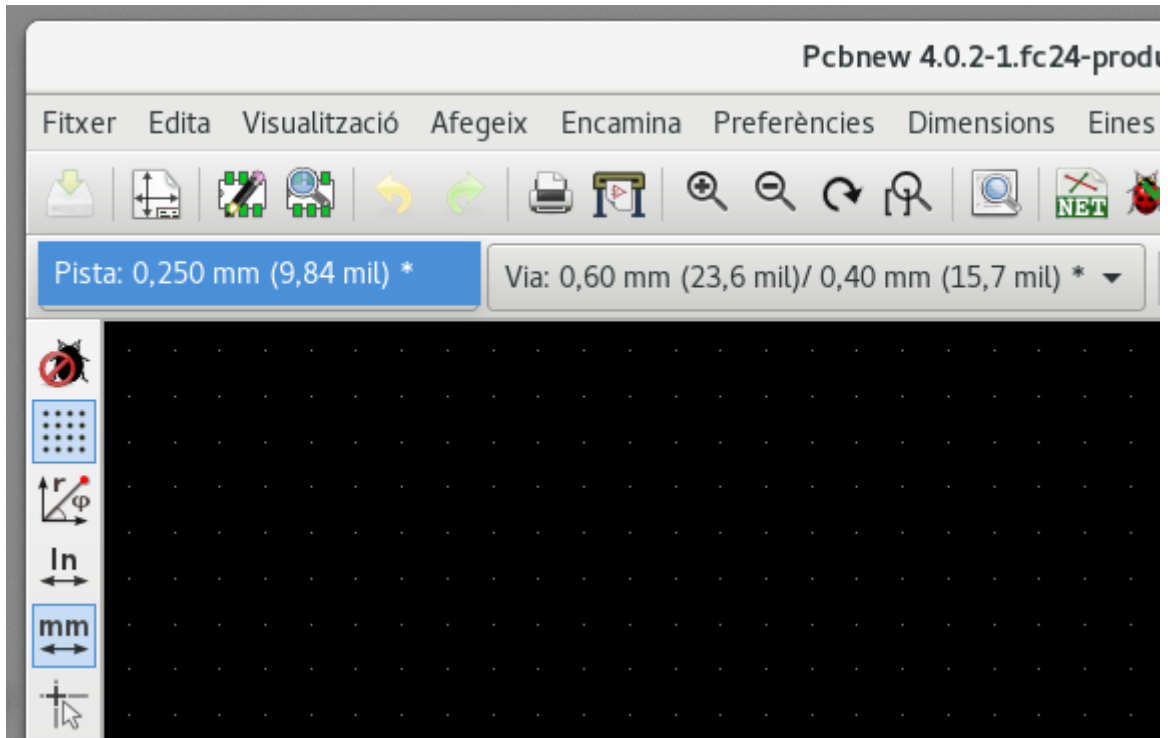 Pcbnew 4.0.2-1.fc24-produ
Fitxer Edita Visualització Afegeix Encamina Preferències Dimensions Eines
NET
Pista: 0,250 mm (9,84 mil) * Via: 0,60 mm (23,6 mil)/ 0,40 mm (15,7 mil) *
r φ
In
mm